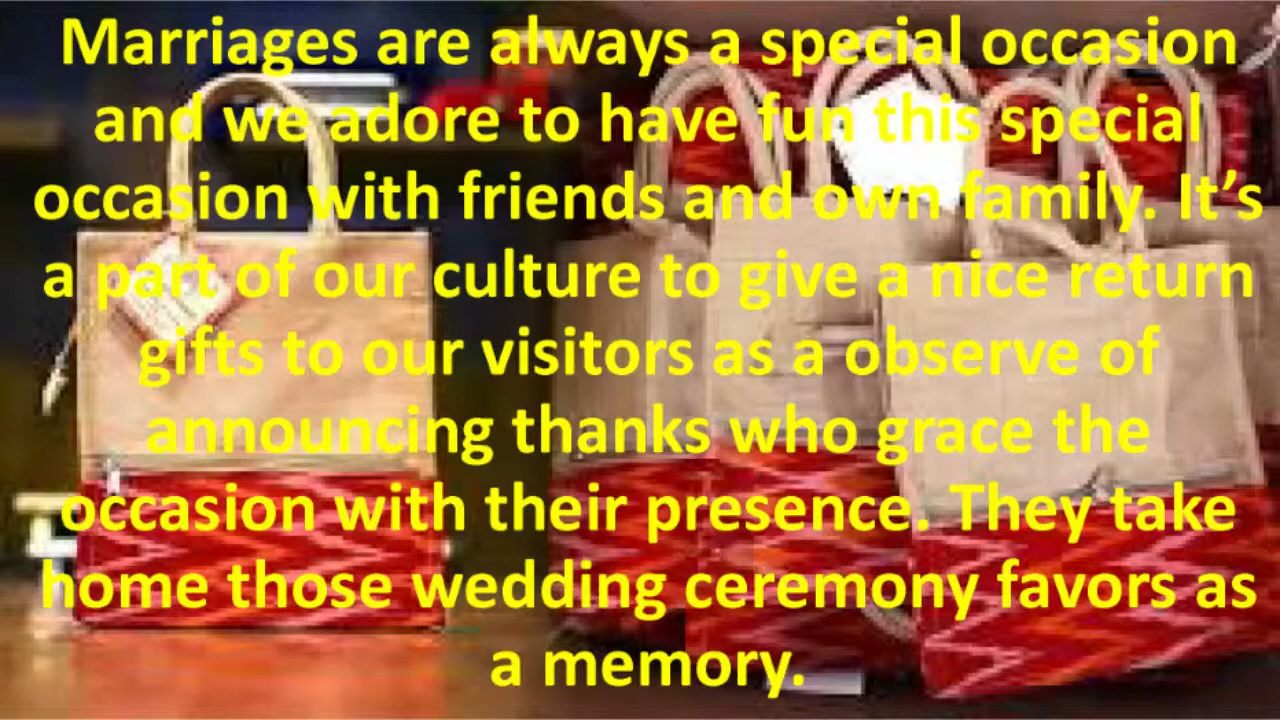 Marriages are always a special occasion
and we adore to have fun this special
occasion with friends and own family. It’s
a part of our culture to give a nice return
gifts to our visitors as a observe of
announcing thanks who grace the
occasion with their presence. They take
home those wedding ceremony favors as
a memory.